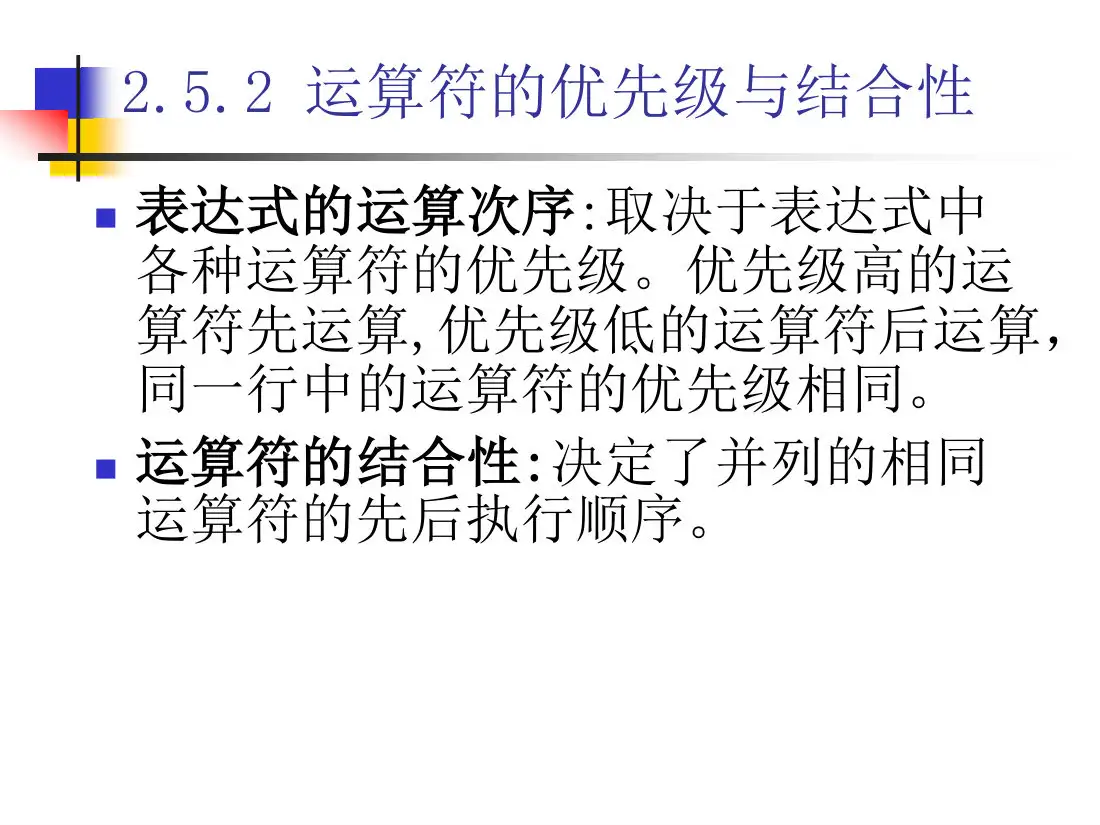 2.5.2 运算符的优先级与结合性
表达式的运算次序:取决于表达式中
各种运算符的优先级。优先级高的运
算符先运算,优先级低的运算符后运算，
同一行中的运算符的优先级相同。
运算符的结合性:决定了并列的相同
运算符的先后执行顺序。